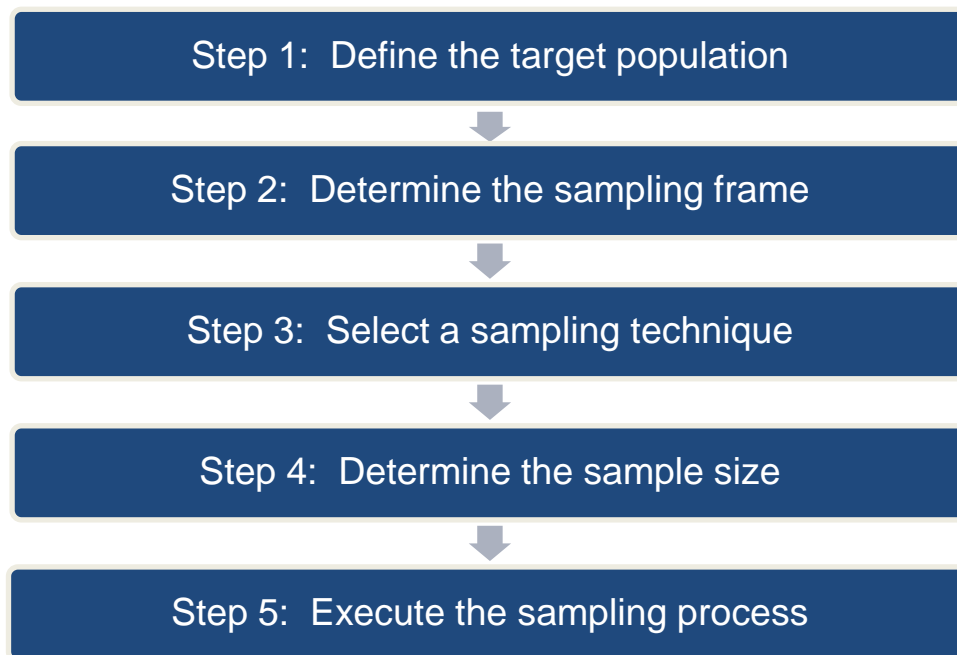 Step 1:  Define the target population
Step 2:  Determine the sampling frame
Step 3:  Select a sampling technique
Step 4:  Determine the sample size
Step 5:  Execute the sampling process